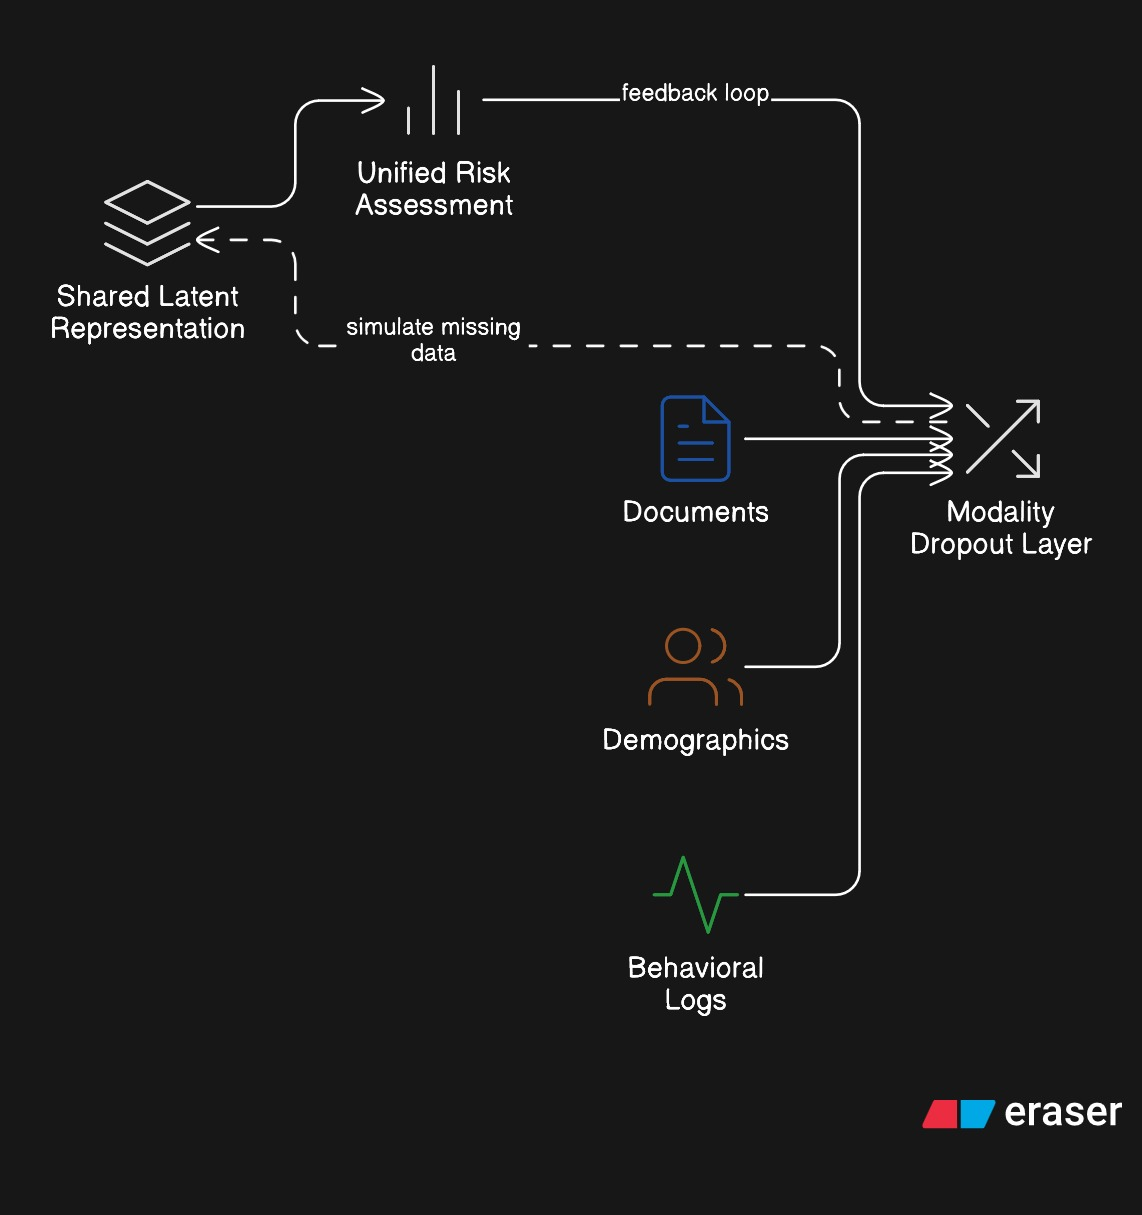 feedback loop
Unified Risk
Assessment
Shared Latent
Representation
simulate missing
data
Documents
Modality
Dropout Layer
Demographics
Behavioral
Logs
eraser